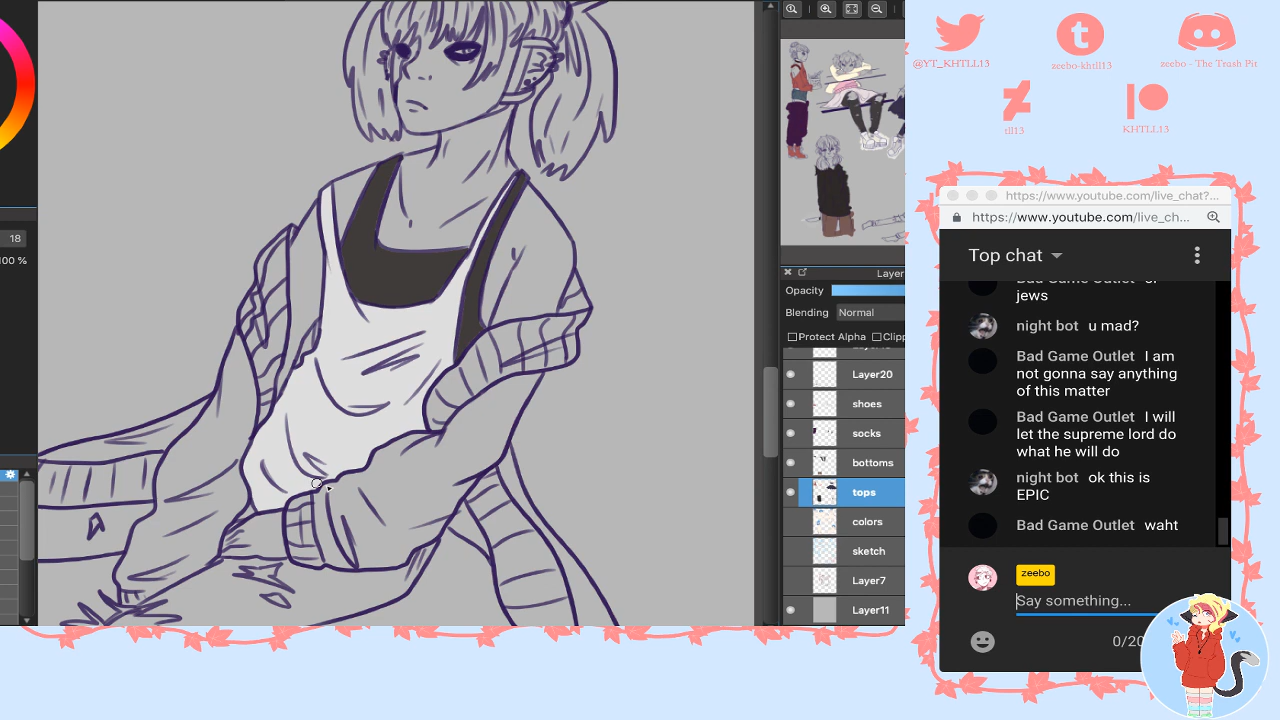 18
00 %
Layer
Opacity
Blending
Normal
Protect Alpha
Clipp
Layer20
shoes
socks
bottoms
tops
colors
sketch
Layer7
Layer11
@YT_KHTLL13
zeebo-khtll13
zeebo - The Trash Pit
tll13
KHTLL13
https://www.youtube.com/live_chat?...
https://www.youtube.com/live_ch...
Top chat
jews
night bot u mad?
Bad Game Outlet I am
not gonna say anything
of this matter
Bad Game Outlet I will
let the supreme lord do
what he will do
night bot ok this is
EPIC
Bad Game Outlet waht
zeebo
Say something...
0/20